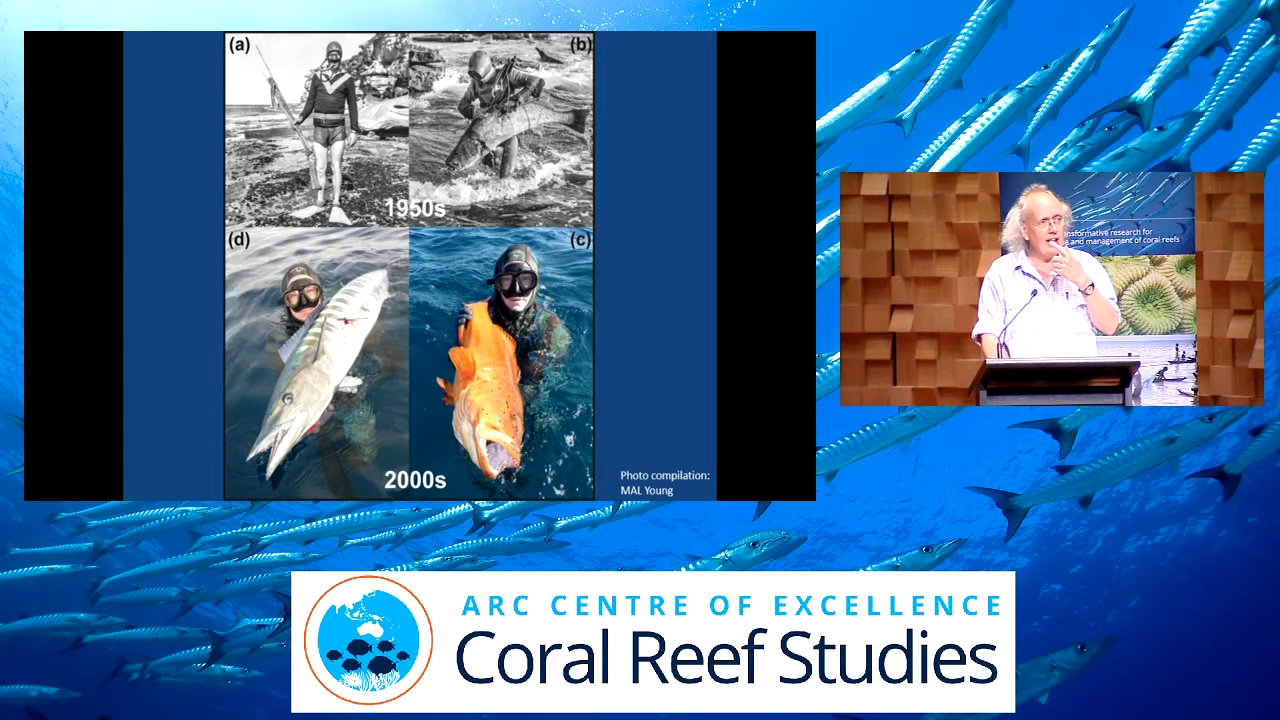 (a)
(b)
1950s
(d)
(c)
2000s
Photo compilation:
MAL Young
nsformative research for
e and management of coral reefs
ARC CENTRE OF EXCELLENCE
Coral Reef Studies